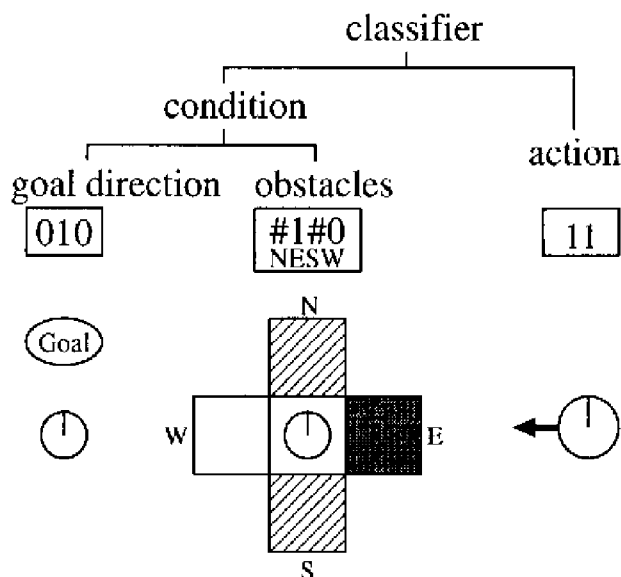 classifier
condition
action
goal direction
obstacles
010
#1#0
NESW
11
N
Goal
W
E
S